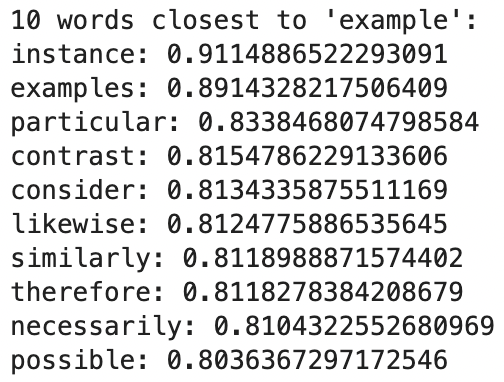 10 words closest to 'example':
instance: 0.9114886522293091
examples: 0.8914328217506409
particular: 0.8338468074798584
contrast: 0.8154786229133606
consider: 0.8134335875511169
likewise: 0.8124775886535645
similarly: 0.8118988871574402
therefore: 0.8118278384208679
necessarily: 0.8104322552680969
possible: 0.8036367297172546